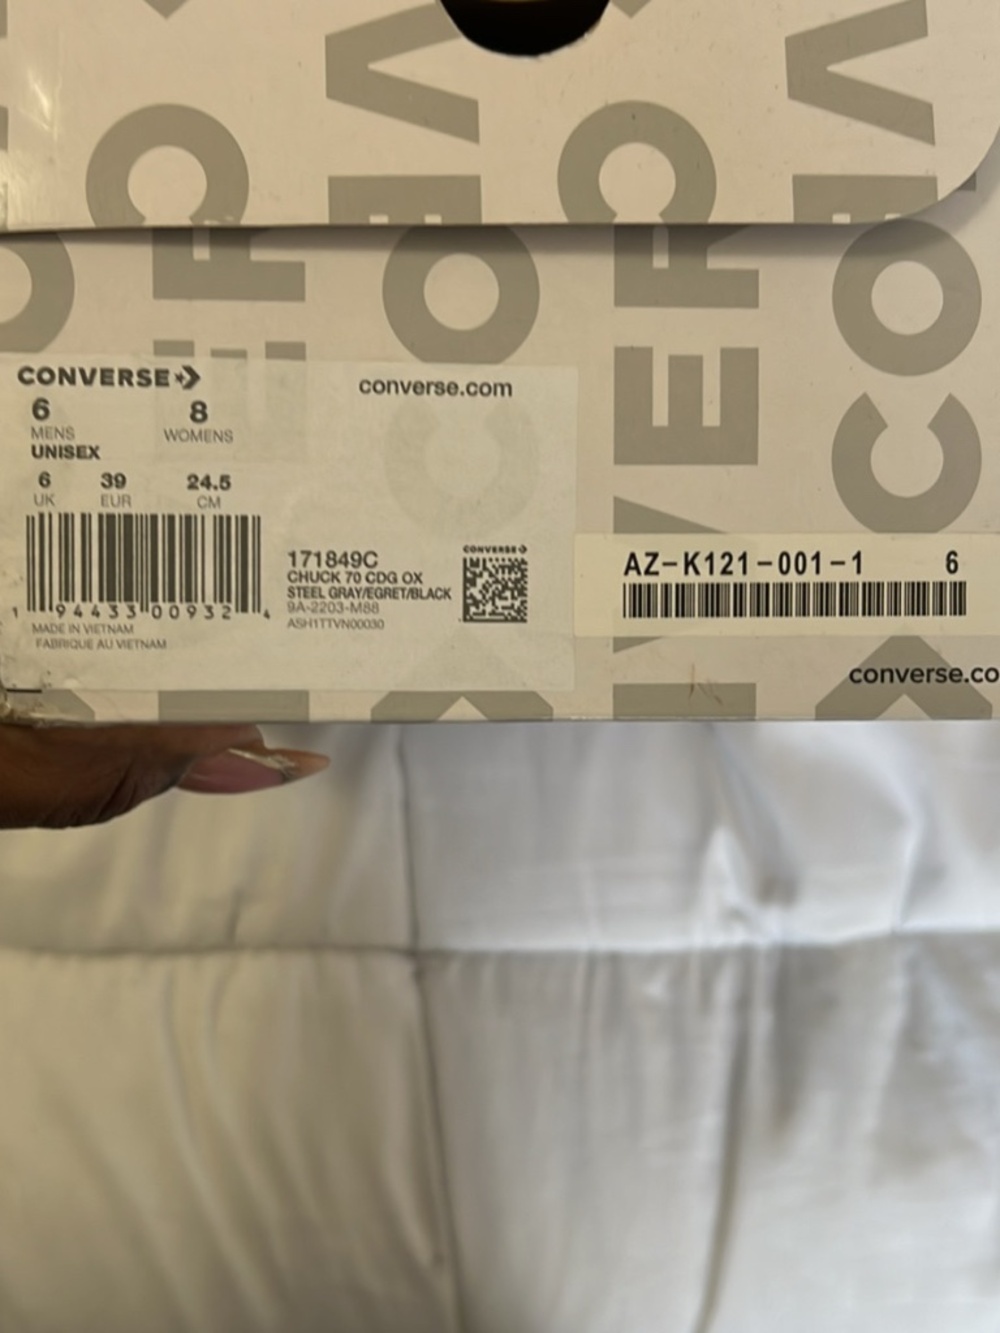 CONVERSE
converse.com
6 8
MENS WOMENS
UNISEX
6 39 24.5
UK EUR CM
1 94433 00932 4
MADE IN VIETNAM
FABRIQUE AU VIETNAM
171849C
CHUCK 70 CDG OX
STEEL GRAY/EGRET/BLACK
9A-2203-M88
ASH1TTVN00030
CONVERSE
AZ-K121-001-1 6
converse.co